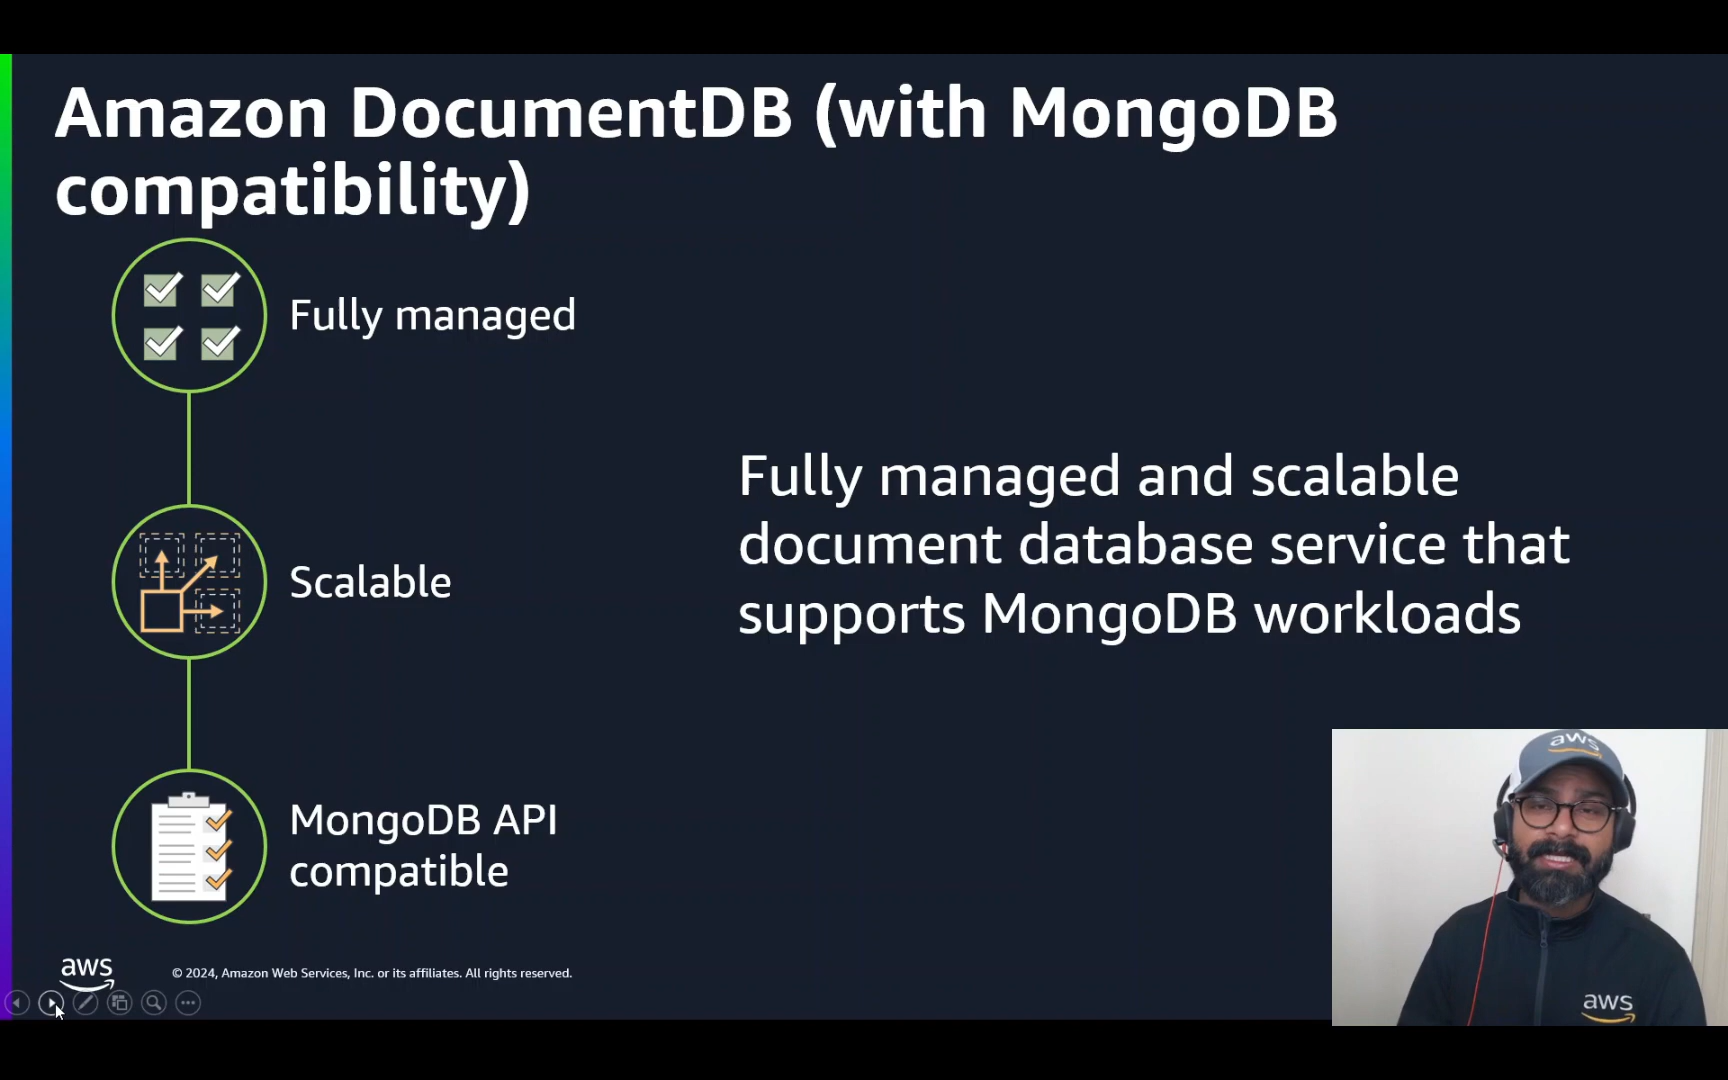 Amazon DocumentDB (with MongoDB
compatibility)
Fully managed
Scalable
MongoDB API
compatible
Fully managed and scalable
document database service that
supports MongoDB workloads
aws
© 2024, Amazon Web Services, Inc. or its affiliates. All rights reserved.
aws
aws